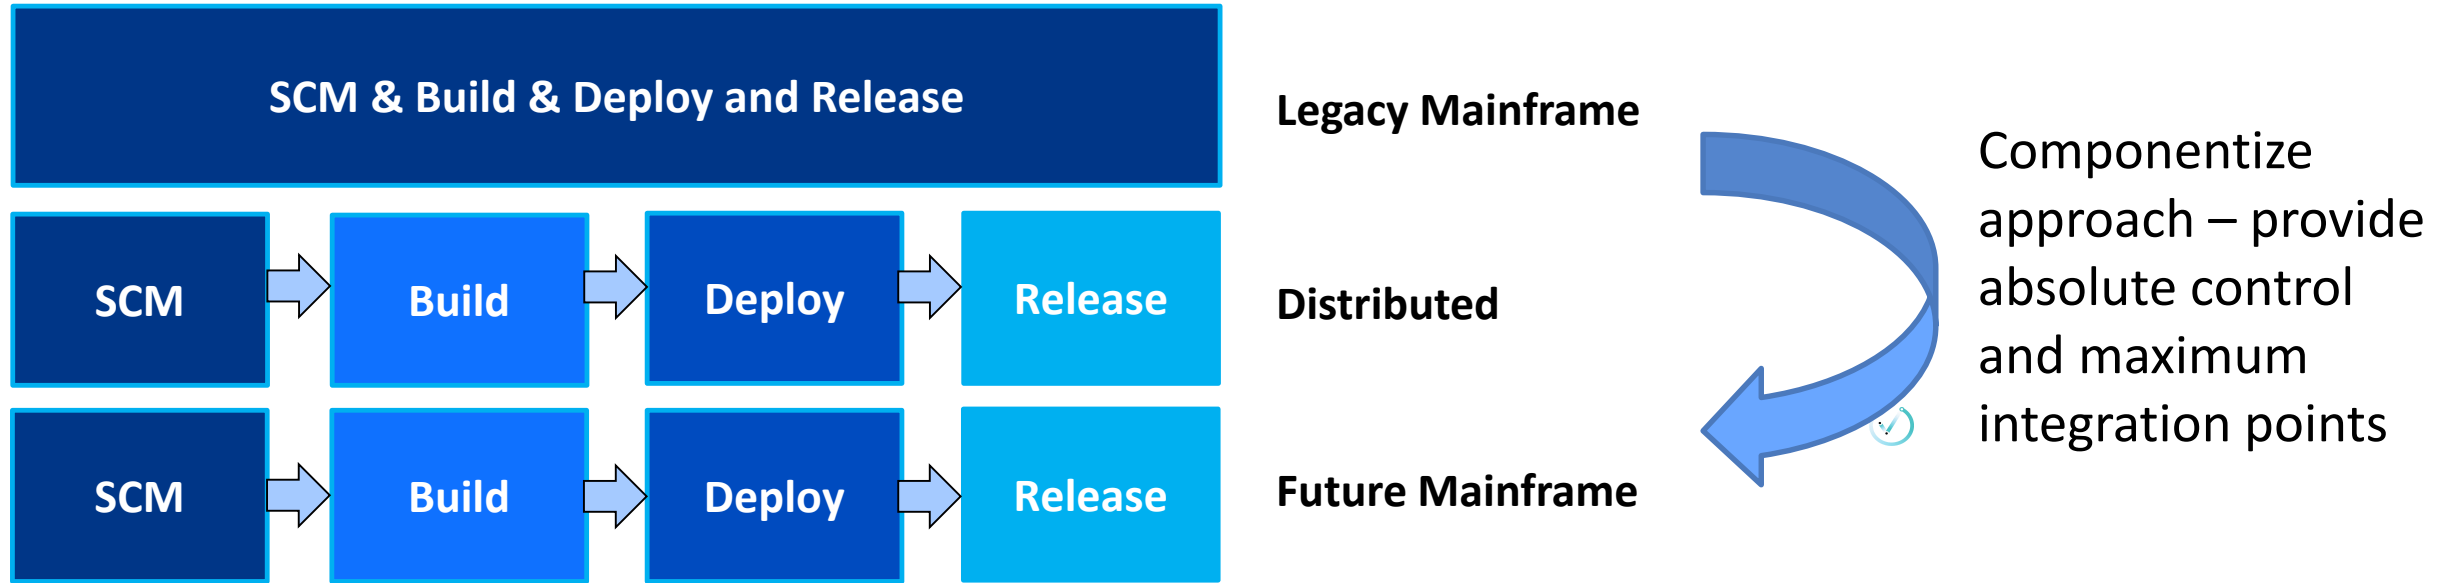 SCM & Build & Deploy and Release
Legacy Mainframe
SCM
Build
Deploy
Release
Distributed
SCM
Build
Deploy
Release
Future Mainframe
Componentize
approach – provide
absolute control
and maximum
integration points